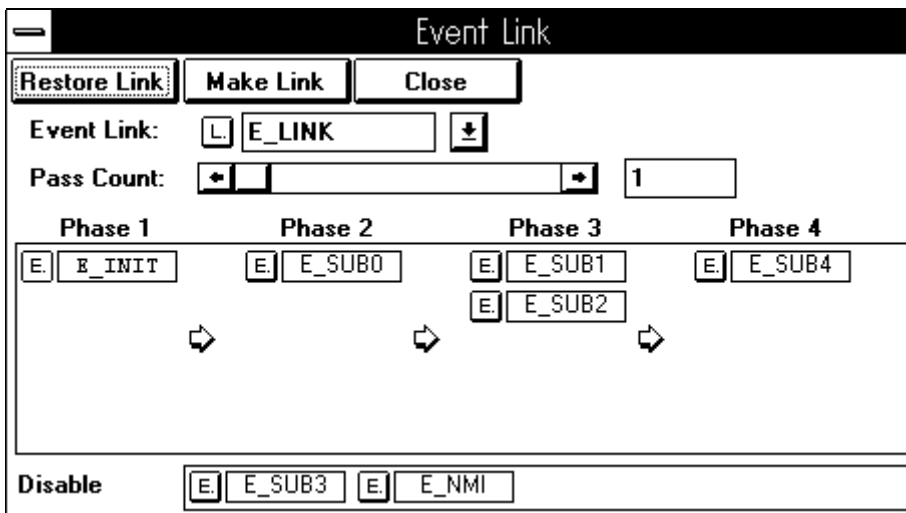 Event Link
Restore Link Make Link Close
Event Link: L. E_LINK
Pass Count: 1
Phase 1 Phase 2 Phase 3 Phase 4
E. E_INIT E. E_SUB0 E. E_SUB1 E. E_SUB4
E. E_SUB2
Disable E. E_SUB3 E. E_NMI